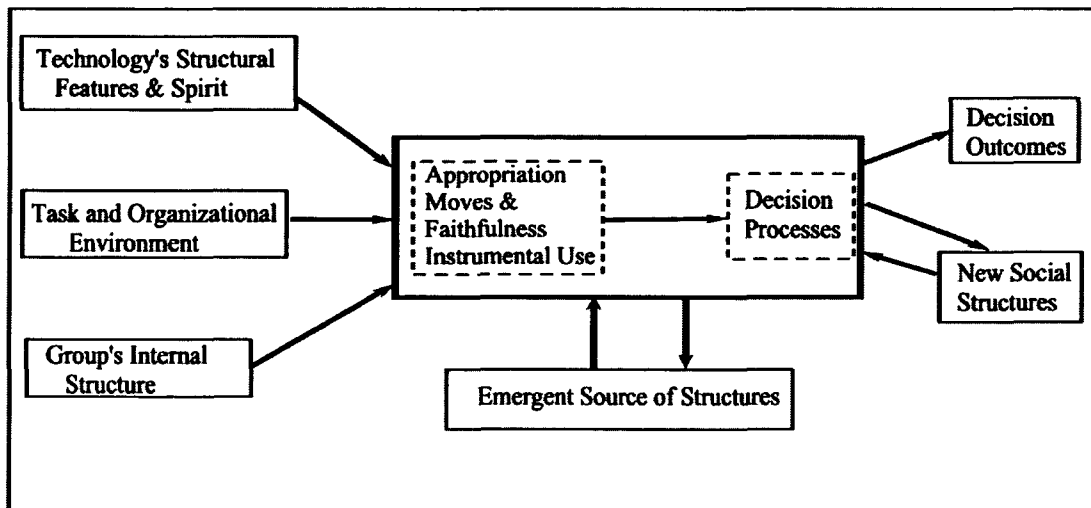 Technology's Structural
Features & Spirit
Task and Organizational
Environment
Group's Internal
Structure
Appropriation
Moves &
Faithfulness
Instrumental Use
Decision
Processes
Emergent Source of Structures
Decision
Outcomes
New Social
Structures